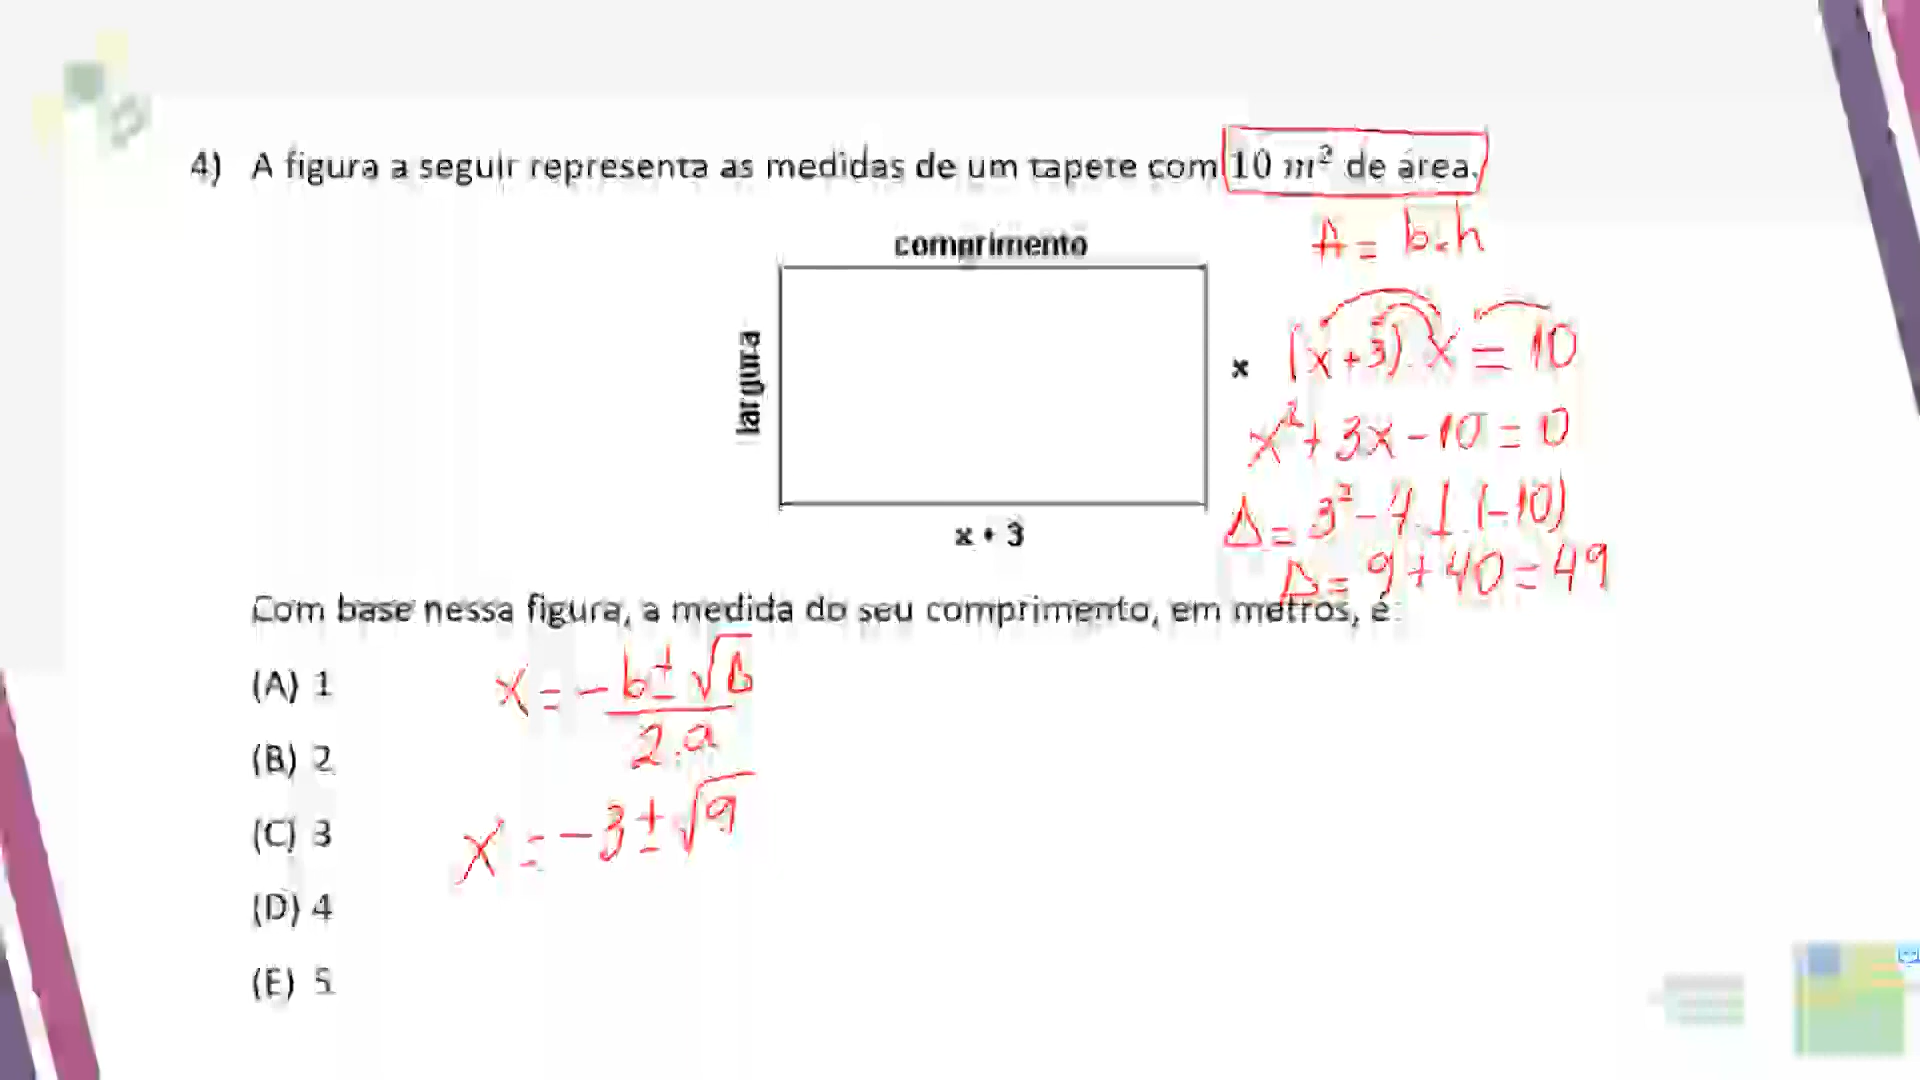 4) A figura a seguir representa as medidas de um tapete com 10 m² de área.
A = b.h
comprimento
largura
x
(x+3).x = 10
x²+3x-10=0
Δ= 3²-4.1.(-10)
Δ= 9+40=49
x + 3
Com base nessa figura, a medida do seu comprimento, em metros, é:
(A) 1
x = -b±√Δ
2.a
(B) 2
(C) 3
x = -3±√9
(D) 4
(E) 5